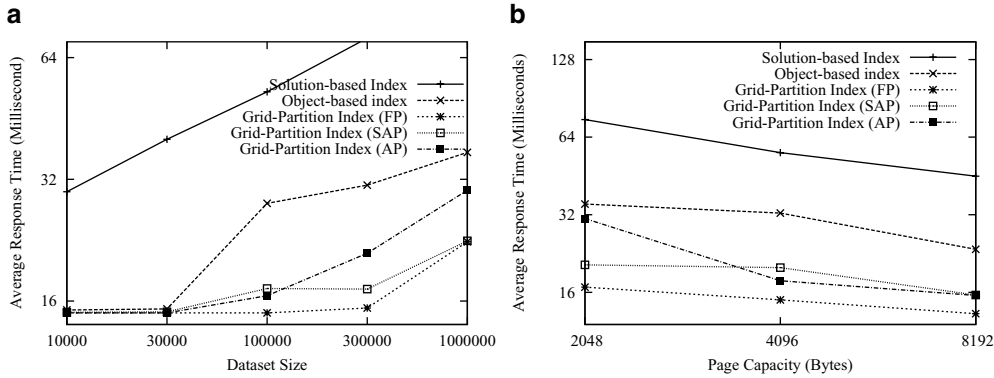 a
Average Response Time (Millisecond)
64
32
16
Solution-based Index
Object-based index
Grid-Partition Index (FP)
Grid-Partition Index (SAP)
Grid-Partition Index (AP)
10000
30000
100000
300000
1000000
Dataset Size
b
Average Response Time (Milliseconds)
128
64
32
16
Solution-based Index
Object-based Index
Grid-Partition Index (FP)
Grid-Partition Index (SAP)
Grid-Partition Index (AP)
2048
4096
8192
Page Capacity (Bytes)